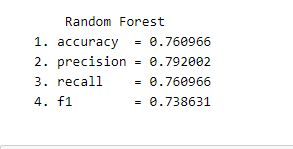 Random Forest
1. accuracy = 0.760966
2. precision = 0.792002
3. recall = 0.760966
4. f1 = 0.738631